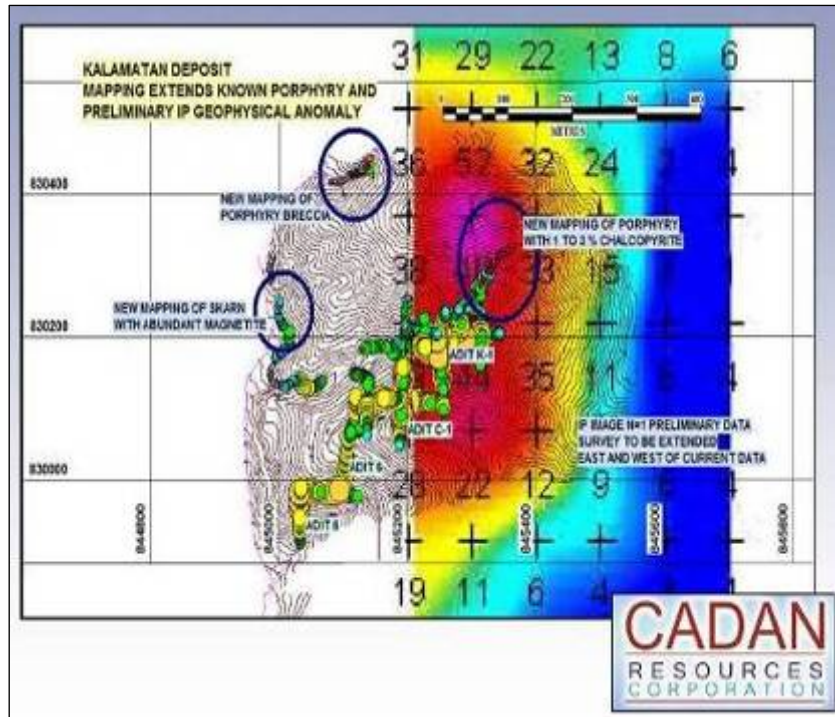 KALAMATAN DEPOSIT
MAPPING EXTENDS KNOWN PORPHYRY AND
PRELIMINARY IP GEOPHYSICAL ANOMALY
31 29 22 13 8 6
METRES
36 52 32 24
830400
NEW MAPPING OF
PORPHYRY BRECCIA
NEW MAPPING OF PORPHYRY
WITH 1 TO 3 % CHALCOPYRITE
38 33 15
NEW MAPPING OF SKARN
WITH ABUNDANT MAGNETITE
830200
ADIT K-1
35 11
ADIT C-1
IP IMAGE N=1 PRELIMINARY DATA
SURVEY TO BE EXTENDED
EAST AND WEST OF CURRENT DATA
ADIT 6
830000
22 12 9 6 4
ADIT 8
844800
845000
845200
845400
845600
845800
19 11 6 4
CADAN
RESOURCES
CORPORATION